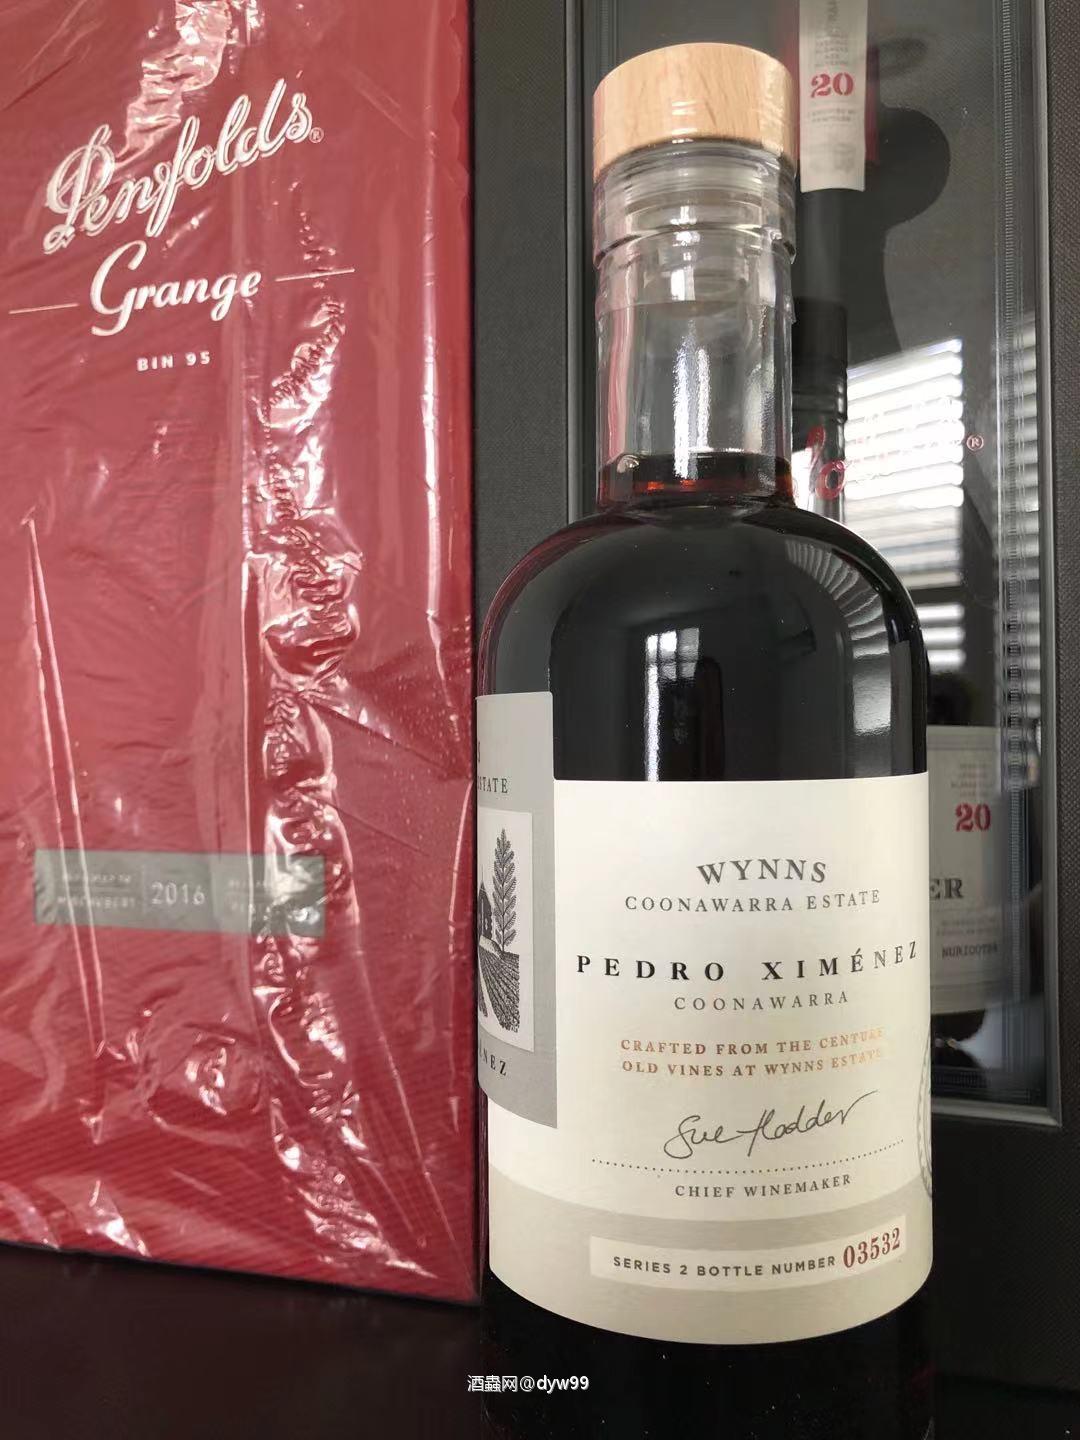 Penfolds®
Grange
BIN 95
2016
20
®
ESTATE
WYNNS
COONAWARRA ESTATE
PEDRO XIMÉNEZ
COONAWARRA
CRAFTED FROM THE CENTURY
OLD VINES AT WYNNS ESTATE
Sue Hodder
CHIEF WINEMAKER
SERIES 2 BOTTLE NUMBER 03532
20
ER
酒蟲网@dyw99